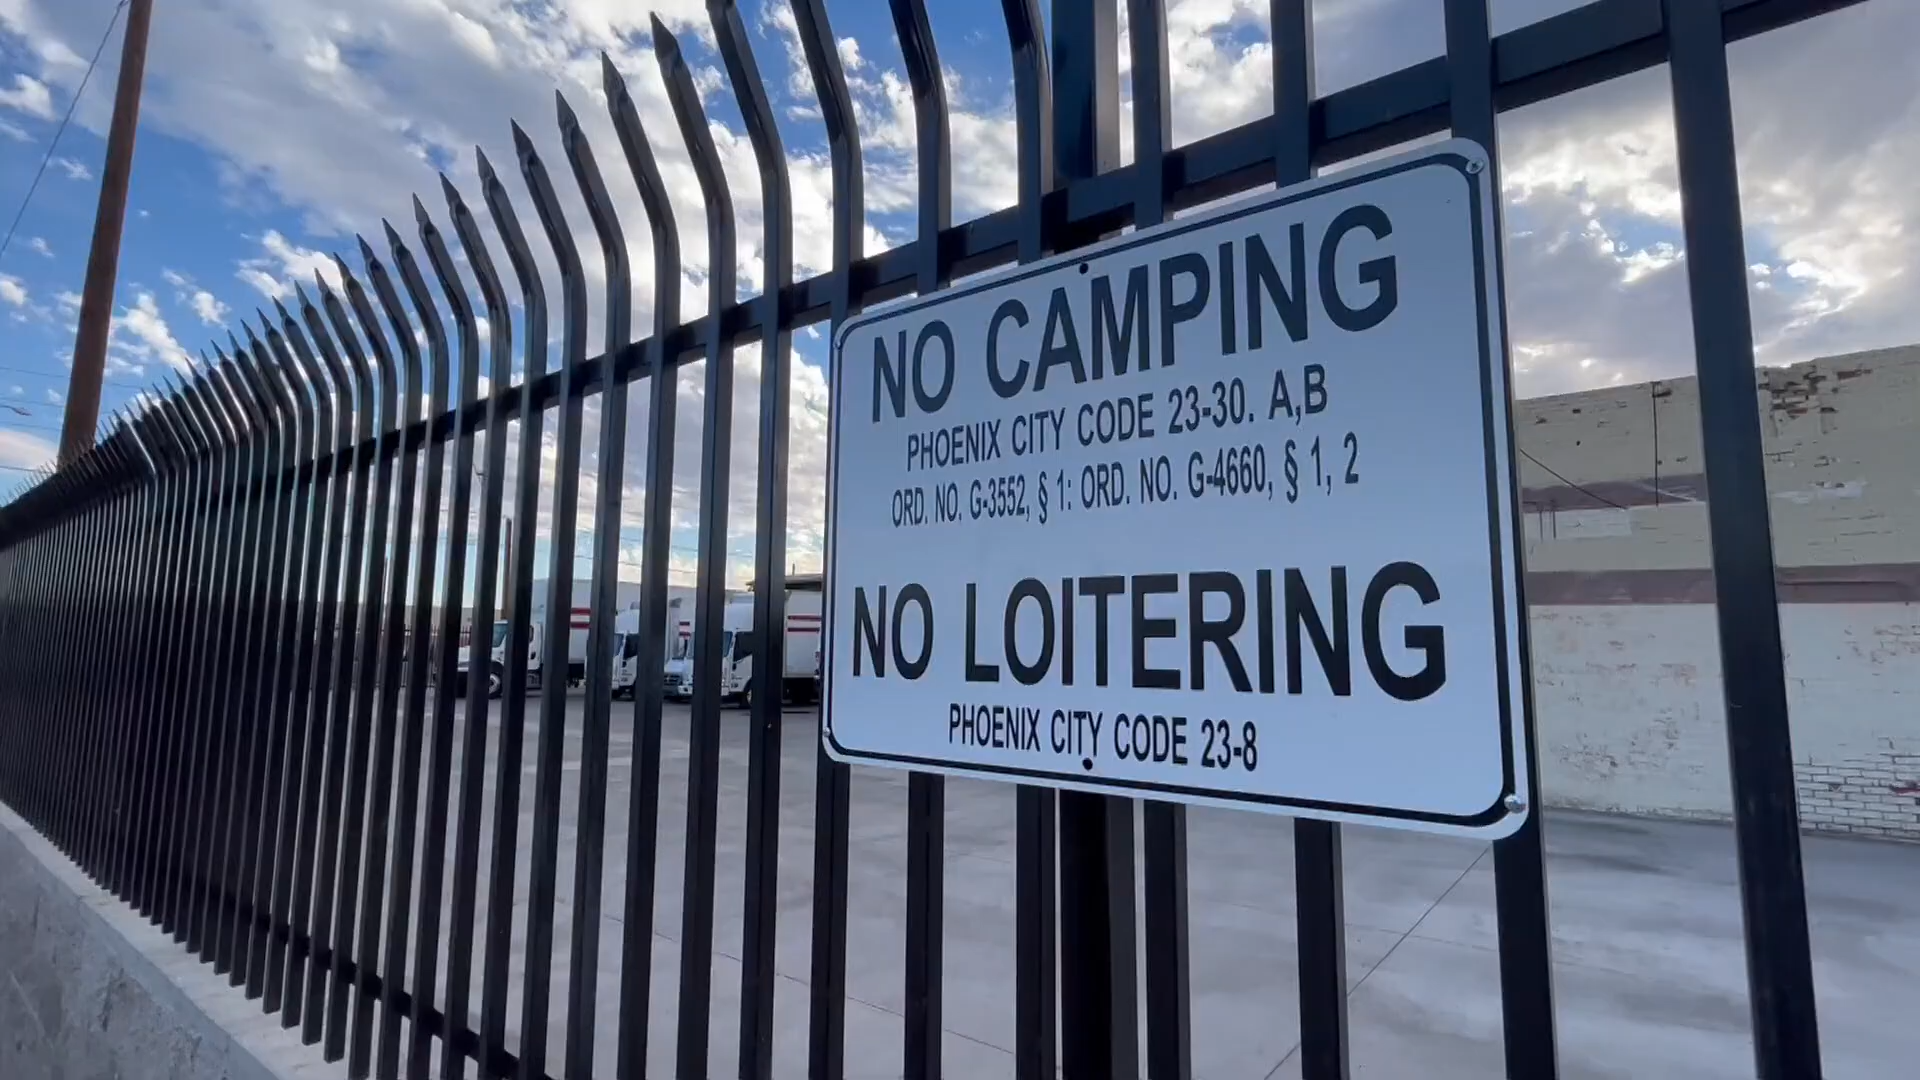 NO CAMPING
PHOENIX CITY CODE 23-30. A,B
ORD. NO. G-3552, § 1: ORD. NO. G-4660, § 1, 2
NO LOITERING
PHOENIX CITY CODE 23-8